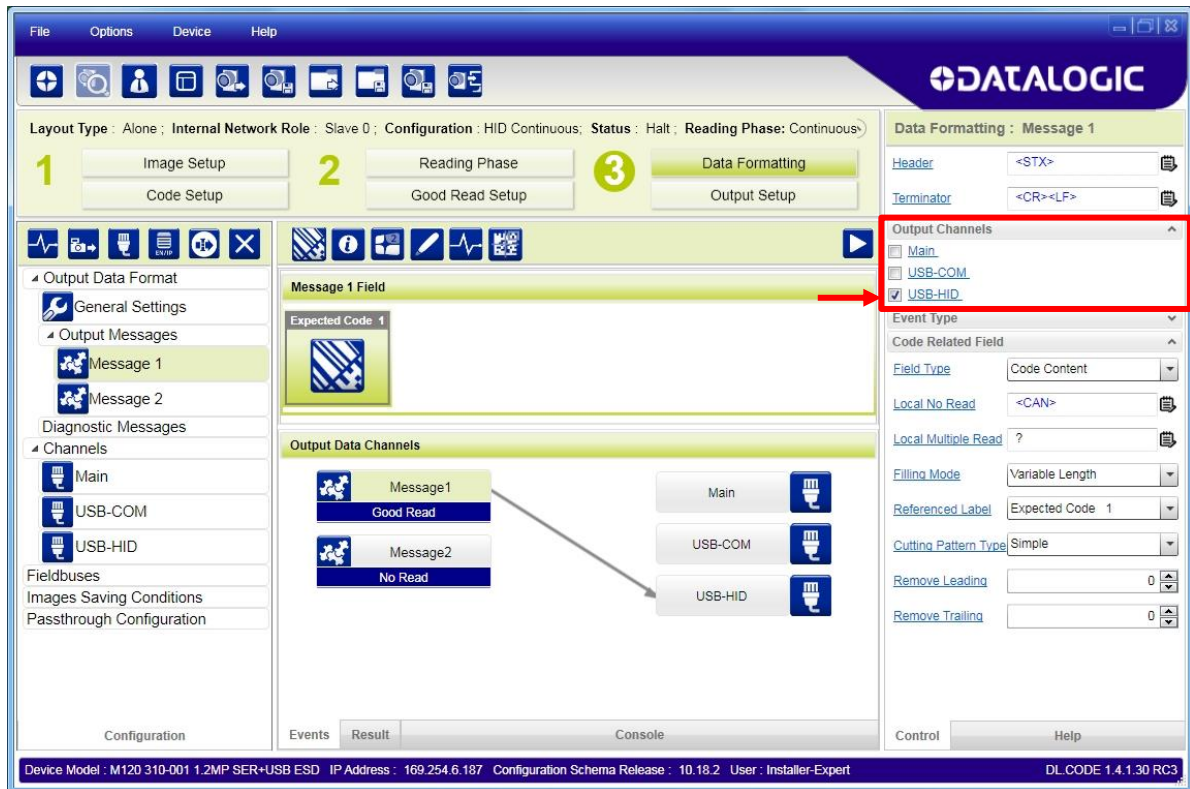 File Options Device Help
DATALOGIC
Layout Type : Alone ; Internal Network Role : Slave 0 ; Configuration : HID Continuous; Status : Halt ; Reading Phase: Continuous
1
Image Setup
Code Setup
2
Reading Phase
Good Read Setup
3
Data Formatting
Output Setup
EN/IP
Output Data Format
General Settings
Output Messages
Message 1
Message 2
Diagnostic Messages
Channels
Main
USB-COM
USB-HID
Fieldbuses
Images Saving Conditions
Passthrough Configuration
Configuration
Message 1 Field
Expected Code 1
Output Data Channels
Message1
Good Read
Message2
No Read
Main
USB-COM
USB-HID
Events Result Console
Data Formatting : Message 1
Header <STX>
Terminator <CR><LF>
Output Channels
Main
USB-COM
USB-HID
Event Type
Code Related Field
Field Type Code Content
Local No Read <CAN>
Local Multiple Read ?
Filling Mode Variable Length
Referenced Label Expected Code 1
Cutting Pattern Type Simple
Remove Leading 0
Remove Trailing 0
Control Help
Device Model : M120 310-001 1.2MP SER+USB ESD IP Address : 169.254.6.187 Configuration Schema Release : 10.18.2 User : Installer-Expert DL.CODE 1.4.1.30 RC3